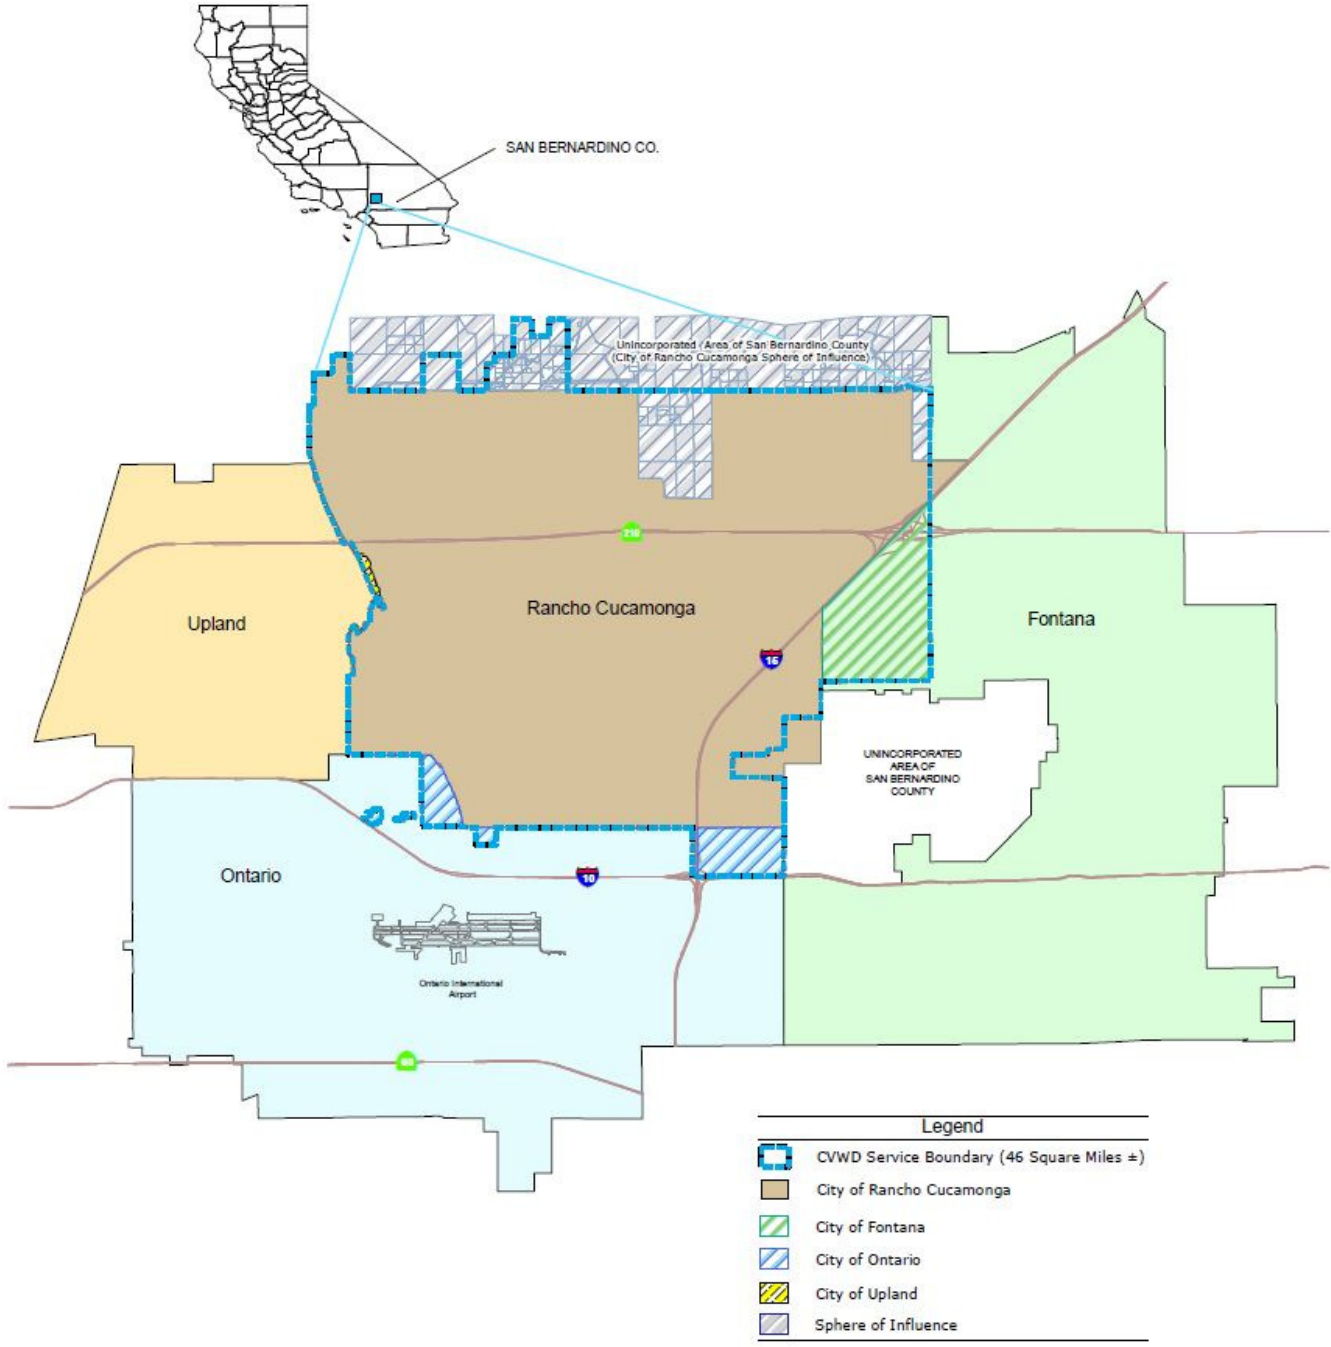 SAN BERNARDINO CO.
Unincorporated Area of San Bernardino County
(City of Rancho Cucamonga Sphere of Influence)
210
Rancho Cucamonga
Upland
Fontana
15
UNINCORPORATED
AREA OF
SAN BERNARDINO
COUNTY
Ontario
10
Ontario International
Airport
60
Legend
CVWD Service Boundary (46 Square Miles ±)
City of Rancho Cucamonga
City of Fontana
City of Ontario
City of Upland
Sphere of Influence